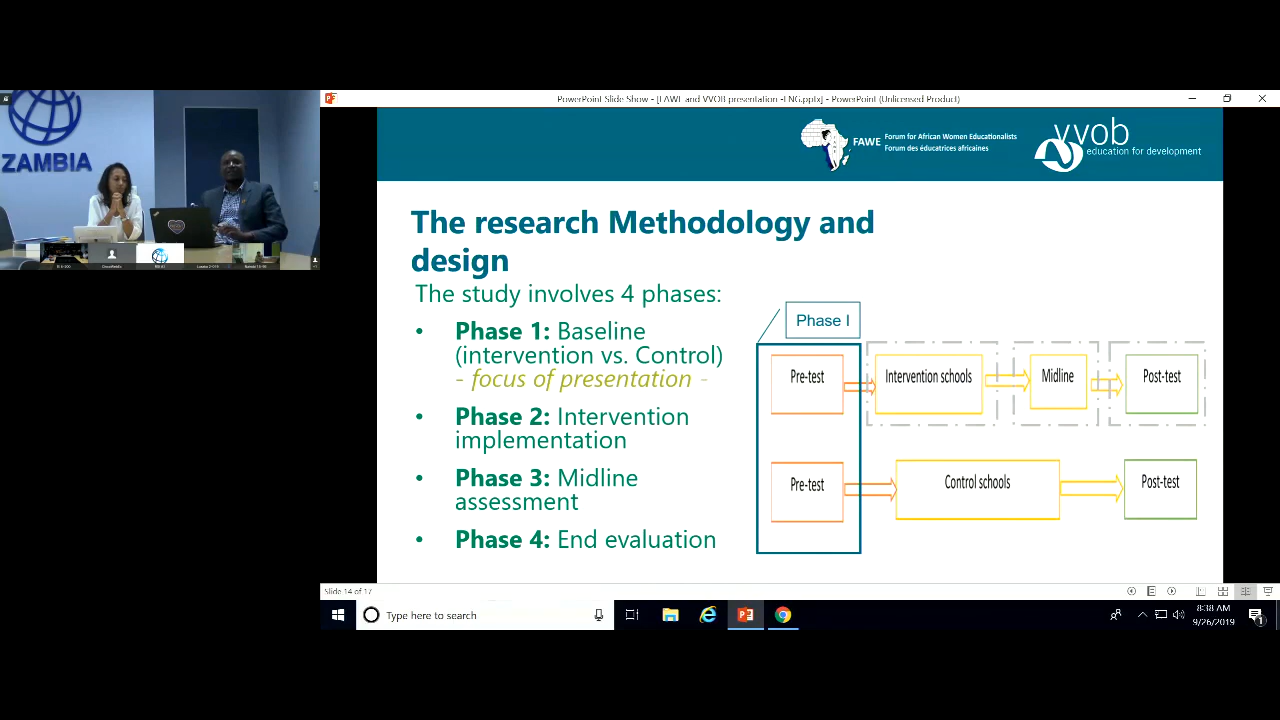 ZAMBIA
PowerPoint Slide Show - [FAWE and VVOB presentation -ENG.pptx] - PowerPoint (Unlicensed Product)
FAWE
Forum for African Women Educationalists
Forum des éducatrices africaines
vvob
education for development
The research Methodology and
design
The study involves 4 phases:
• Phase 1: Baseline
(intervention vs. Control)
- focus of presentation -
• Phase 2: Intervention
implementation
• Phase 3: Midline
assessment
• Phase 4: End evaluation
Phase I
Pre-test
Intervention schools
Midline
Post-test
Pre-test
Control schools
Post-test
Slide 14 of 17
Type here to search
8:38 AM
9/26/2019
1